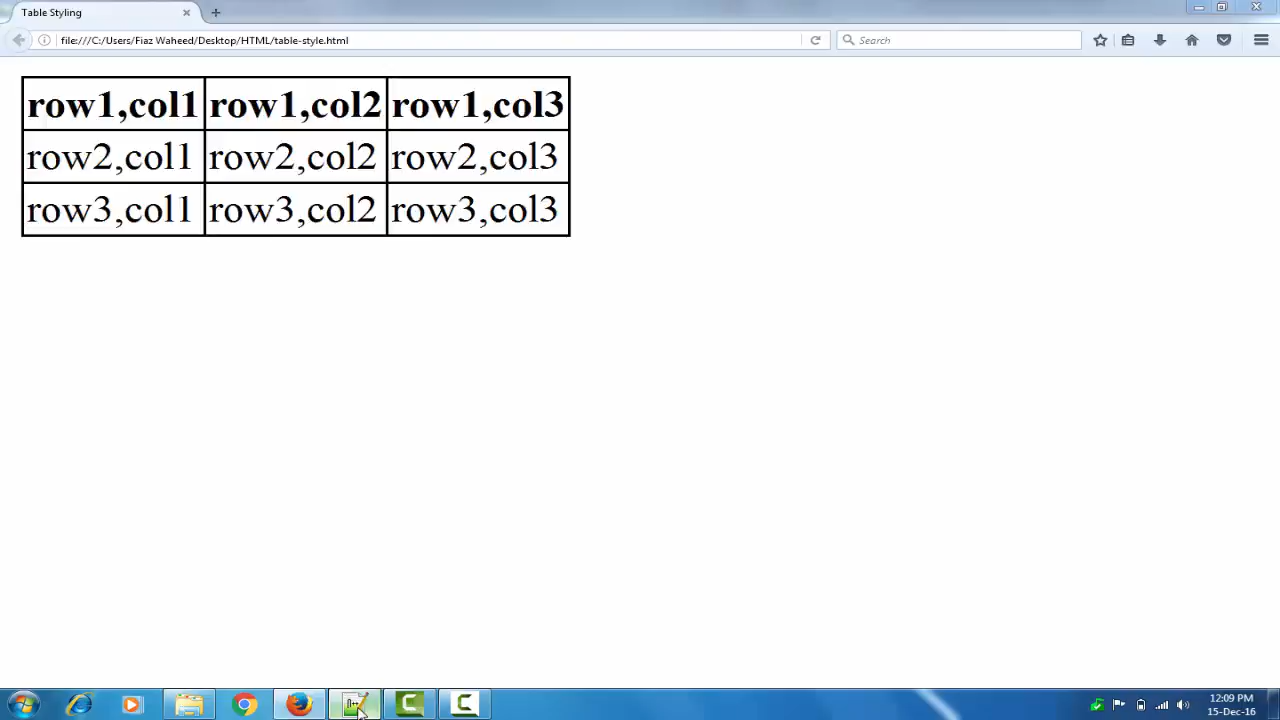 Table Styling
file:///C:/Users/Fiaz Waheed/Desktop/HTML/table-style.html
Search
row1,col1 row1,col2 row1,col3
row2,col1 row2,col2 row2,col3
row3,col1 row3,col2 row3,col3
12:09 PM
15-Dec-16